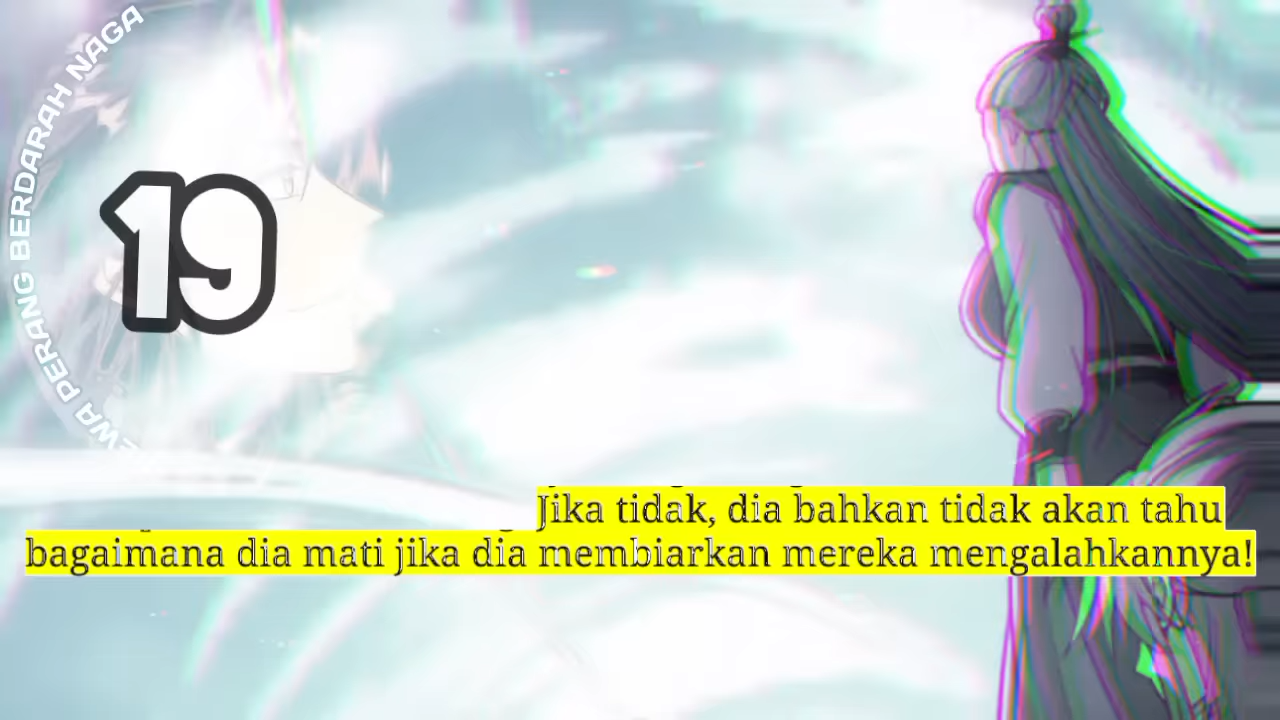 EWA PERANG BERDARAH NAGA
19
Jika tidak, dia bahkan tidak akan tahu
bagaimana dia mati jika dia membiarkan mereka mengalahkannya!